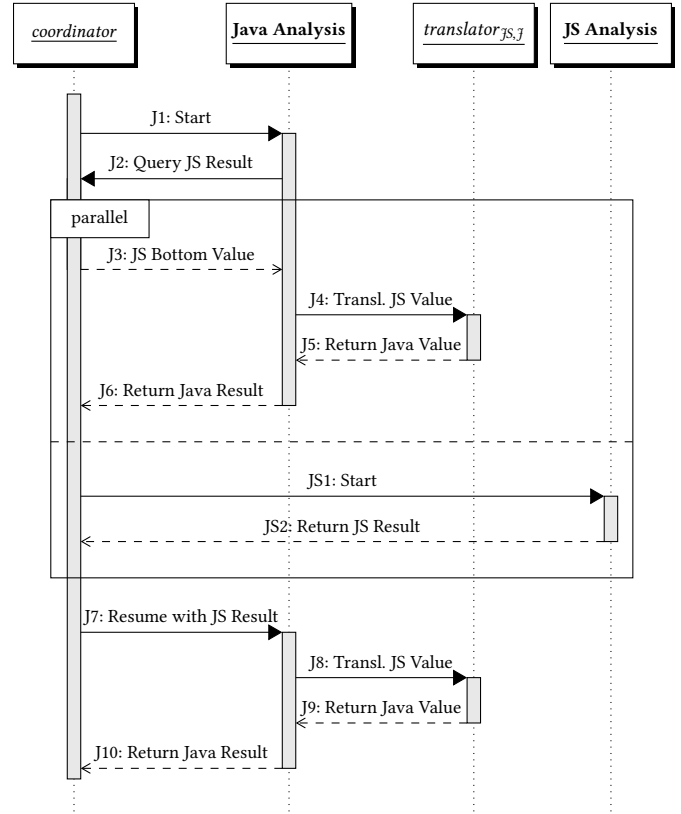 coordinator
Java Analysis
translator_{𝒥𝒮,𝒥}
JS Analysis
J1: Start
J2: Query JS Result
parallel
J3: JS Bottom Value
J4: Transl. JS Value
J5: Return Java Value
J6: Return Java Result
JS1: Start
JS2: Return JS Result
J7: Resume with JS Result
J8: Transl. JS Value
J9: Return Java Value
J10: Return Java Result